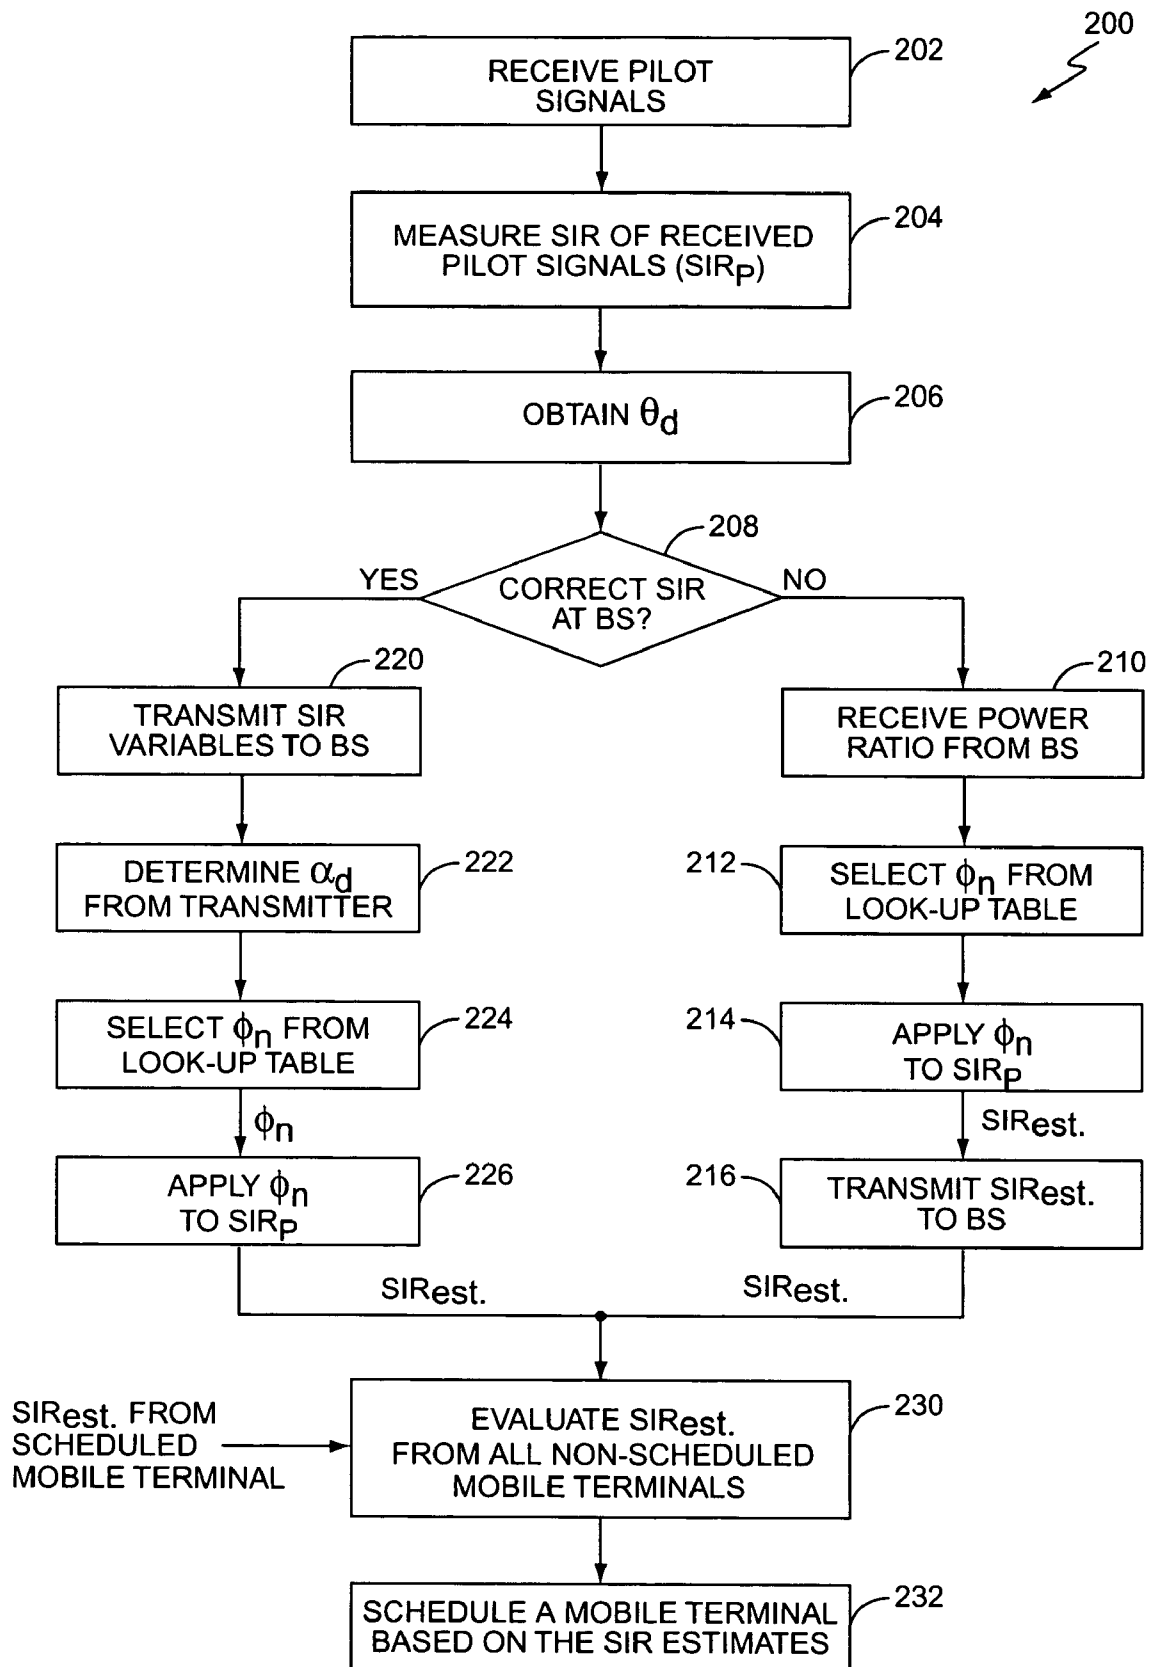 200
RECEIVE PILOT
SIGNALS
202
MEASURE SIR OF RECEIVED
PILOT SIGNALS (SIRP)
204
OBTAIN θd
206
208
CORRECT SIR
AT BS?
YES
NO
220
TRANSMIT SIR
VARIABLES TO BS
210
RECEIVE POWER
RATIO FROM BS
DETERMINE αd
FROM TRANSMITTER
222
212
SELECT ϕn FROM
LOOK-UP TABLE
SELECT ϕn FROM
LOOK-UP TABLE
224
214
APPLY ϕn
TO SIRP
ϕn
SIRest.
APPLY ϕn
TO SIRP
226
216
TRANSMIT SIRest.
TO BS
SIRest.
SIRest.
SIRest. FROM
SCHEDULED
MOBILE TERMINAL
EVALUATE SIRest.
FROM ALL NON-SCHEDULED
MOBILE TERMINALS
230
SCHEDULE A MOBILE TERMINAL
BASED ON THE SIR ESTIMATES
232